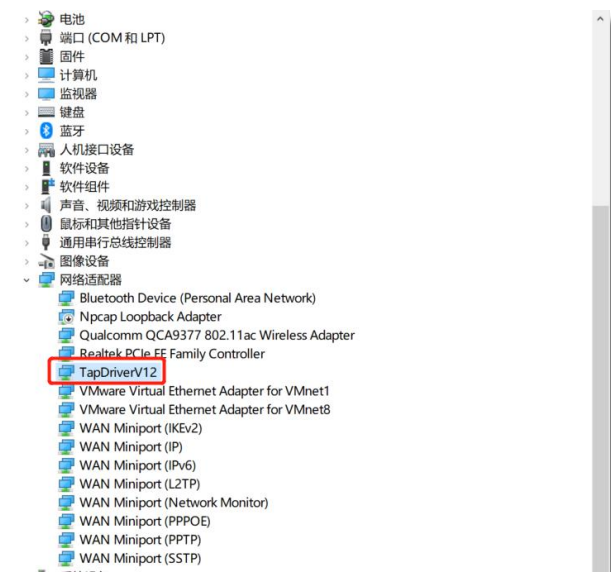 电池
端口 (COM 和 LPT)
固件
计算机
监视器
键盘
蓝牙
人机接口设备
软件设备
软件组件
声音、视频和游戏控制器
鼠标和其他指针设备
通用串行总线控制器
图像设备
网络适配器
Bluetooth Device (Personal Area Network)
Npcap Loopback Adapter
Qualcomm QCA9377 802.11ac Wireless Adapter
Realtek PCIe FE Family Controller
TapDriverV12
VMware Virtual Ethernet Adapter for VMnet1
VMware Virtual Ethernet Adapter for VMnet8
WAN Miniport (IKEv2)
WAN Miniport (IP)
WAN Miniport (IPv6)
WAN Miniport (L2TP)
WAN Miniport (Network Monitor)
WAN Miniport (PPPOE)
WAN Miniport (PPTP)
WAN Miniport (SSTP)